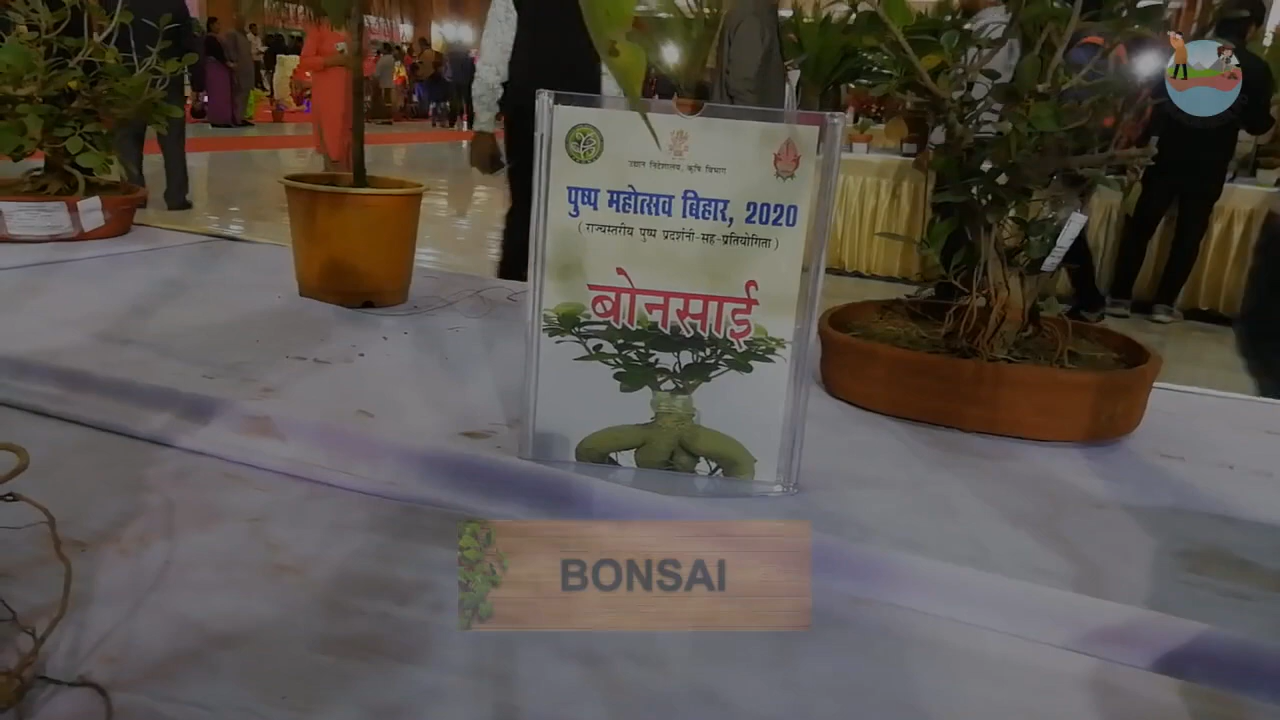 उद्यान निदेशालय, कृषि विभाग
पुष्प महोत्सव बिहार, 2020
(राज्यस्तरीय पुष्प प्रदर्शनी-सह-प्रतियोगिता)
बोनसाई
BONSAI